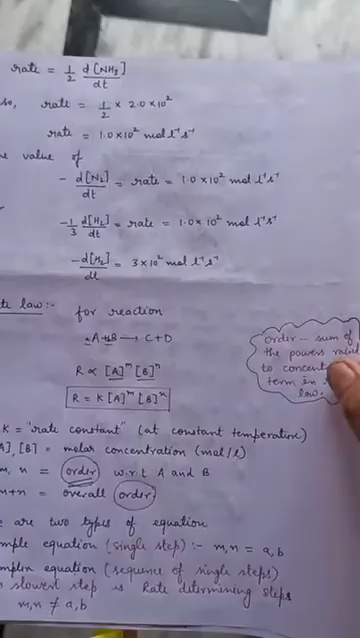 rate = 1/2 d[NH3]/dt
so, rate = 1/2 × 2.0×10²
rate = 1.0×10² mol l⁻¹ s⁻¹
value of
- d[N2]/dt = rate = 1.0×10² mol l⁻¹ s⁻¹
-1/3 d[H2]/dt = rate = 1.0×10² mol l⁻¹ s⁻¹
- d[H2]/dt = 3×10² mol l⁻¹ s⁻¹
law:- for reaction
A+B → C+D
R ∝ [A]ᵐ [B]ⁿ
R = K [A]ᵐ [B]ⁿ
order – sum of
the powers raised
to concent
term in
law.
K = "rate constant" (at constant temperature)
A], [B] = molar concentration (mol/l)
m, n = order w.r.t A and B
m+n = overall order
are two types of equation
mple equation (single step) :- m,n = a,b
mplex equation (sequence of single steps)
slowest step is Rate determining steps
m,n ≠ a,b